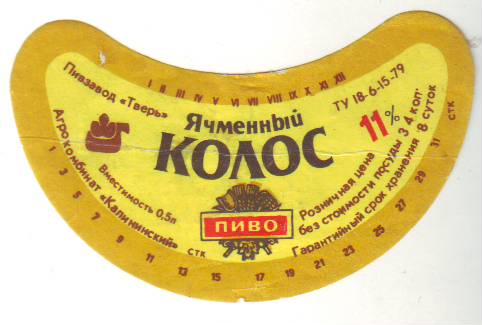 I II III IV V VI VII VIII IX X XI XII
Пивзавод «Тверь»
Агрокомбинат «Калининский»
Вместимость 0,5л
Ячменный
КОЛОС
ПИВО
ТУ 18-6-15-79
11%
Розничная цена
без стоимости посуды 34 коп.
Гарантийный срок хранения 8 суток
стк
1 3 5 7 9 11 13 15 17 19 21 23 25 27 29 31
стк